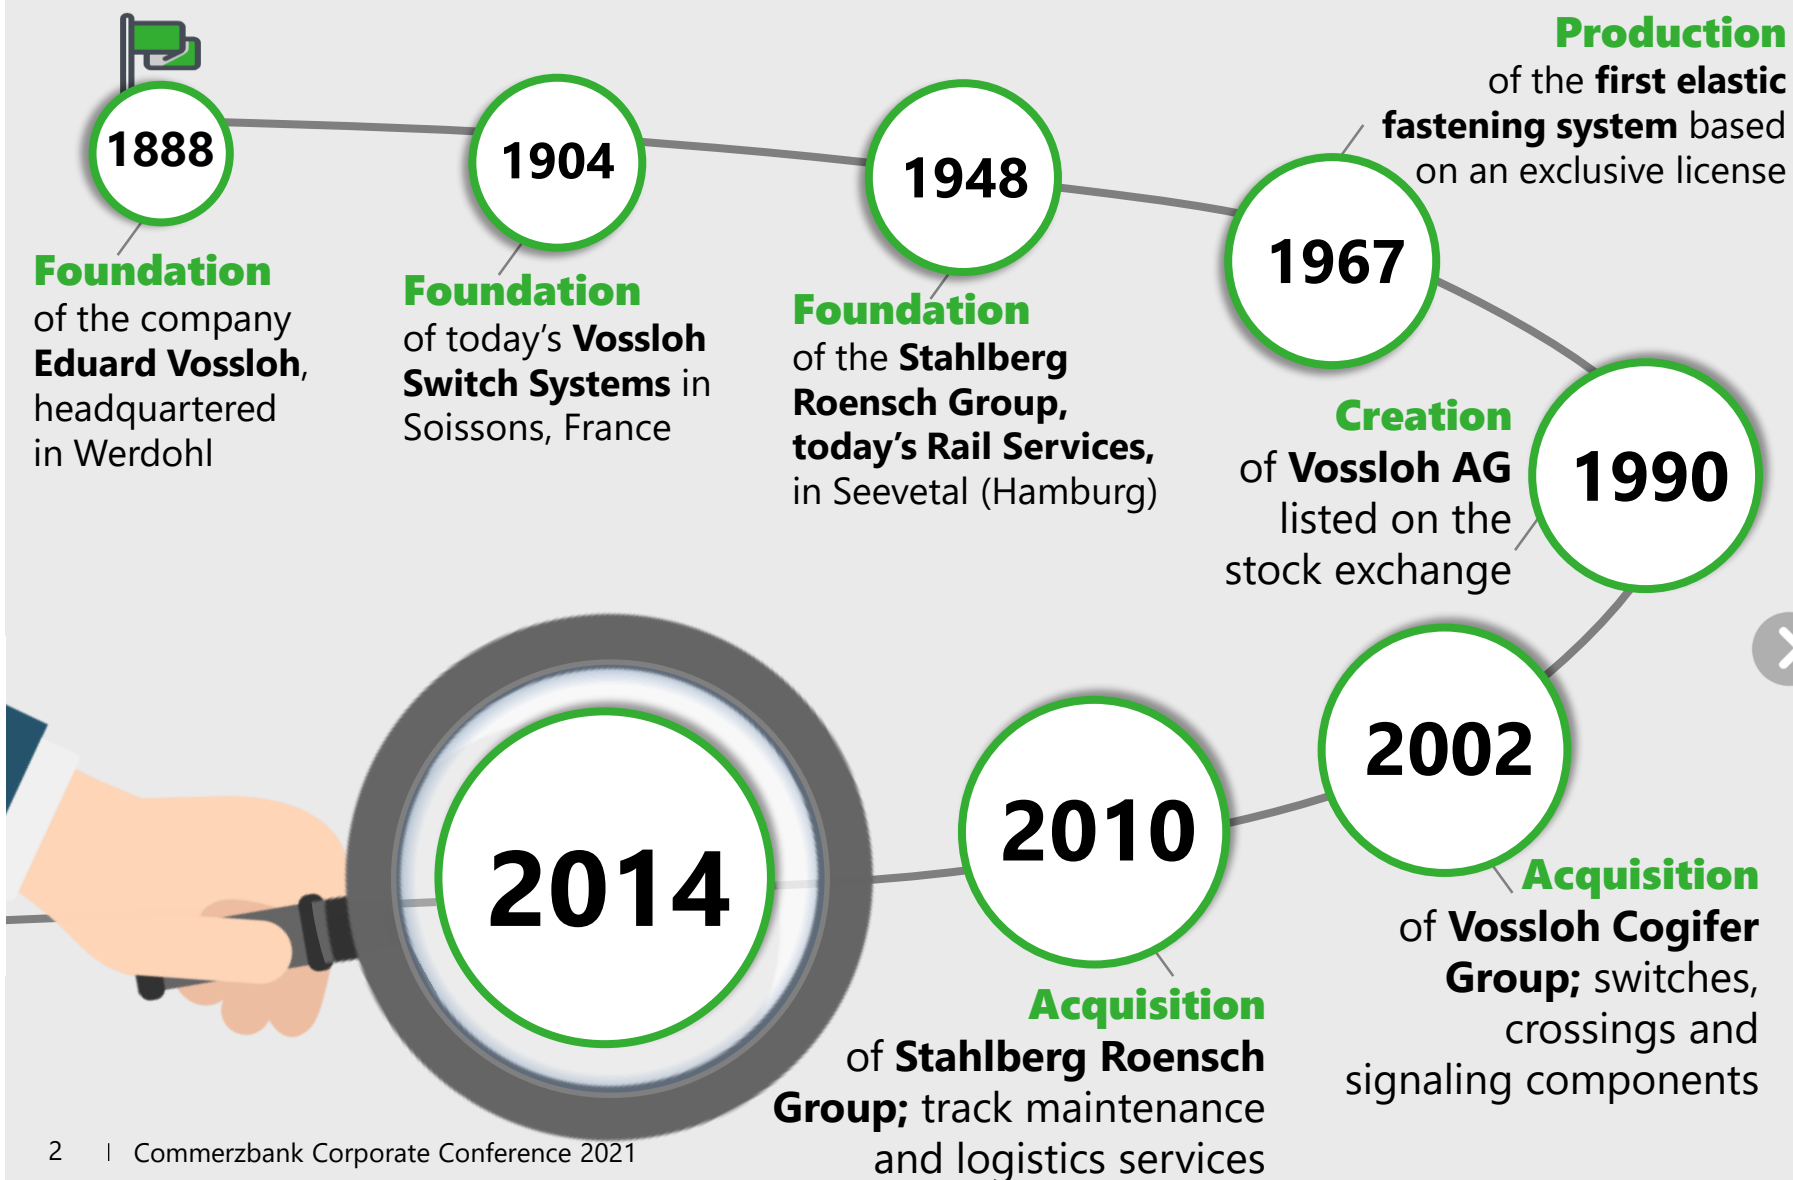 1888
Foundation
of the company
Eduard Vossloh,
headquartered
in Werdohl
1904
Foundation
of today’s Vossloh
Switch Systems in
Soissons, France
1948
Foundation
of the Stahlberg
Roensch Group,
today’s Rail Services,
in Seevetal (Hamburg)
Production
of the first elastic
fastening system based
on an exclusive license
1967
Creation
of Vossloh AG
listed on the
stock exchange
1990
2002
Acquisition
of Vossloh Cogifer
Group; switches,
crossings and
signaling components
2010
Acquisition
of Stahlberg Roensch
Group; track maintenance
and logistics services
2014
2 | Commerzbank Corporate Conference 2021